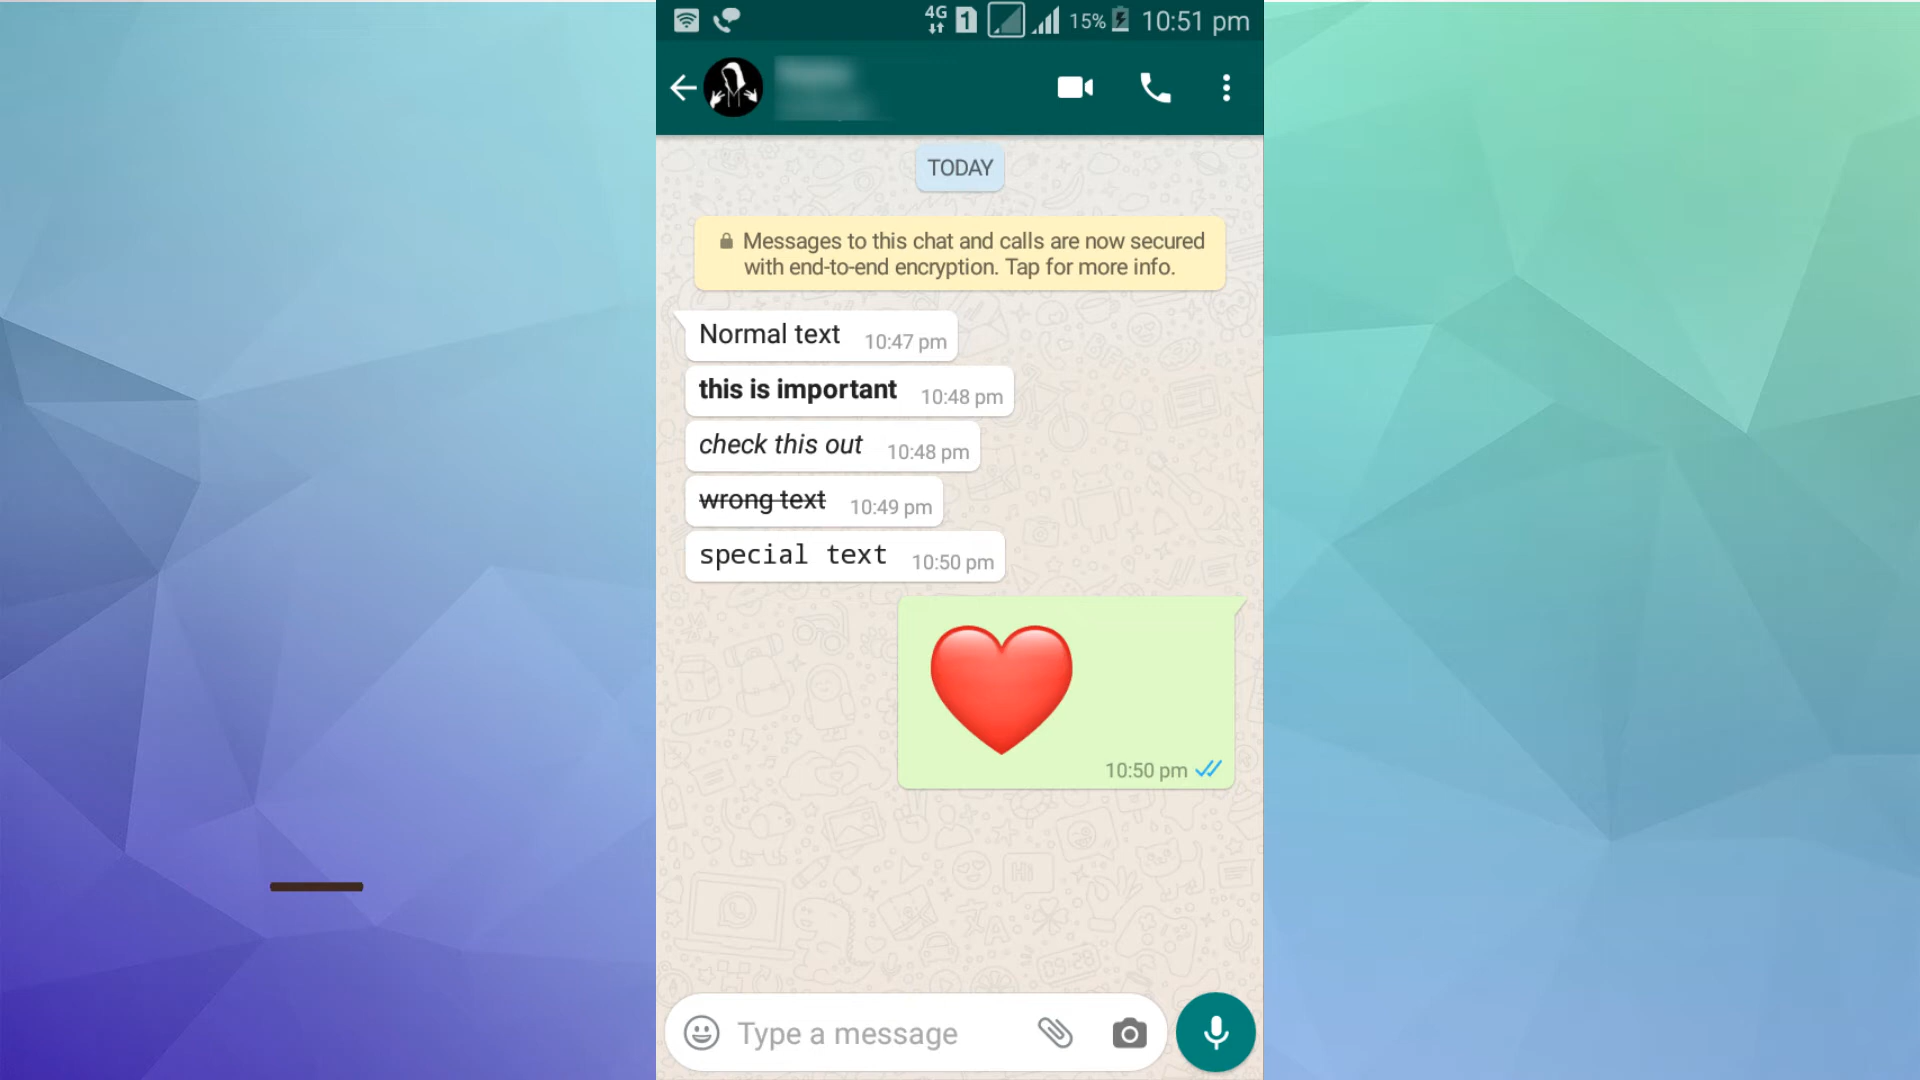 4G 1 15% 10:51 pm
TODAY
Messages to this chat and calls are now secured
with end-to-end encryption. Tap for more info.
Normal text 10:47 pm
this is important 10:48 pm
check this out 10:48 pm
wrong text 10:49 pm
special text 10:50 pm
10:50 pm
Type a message